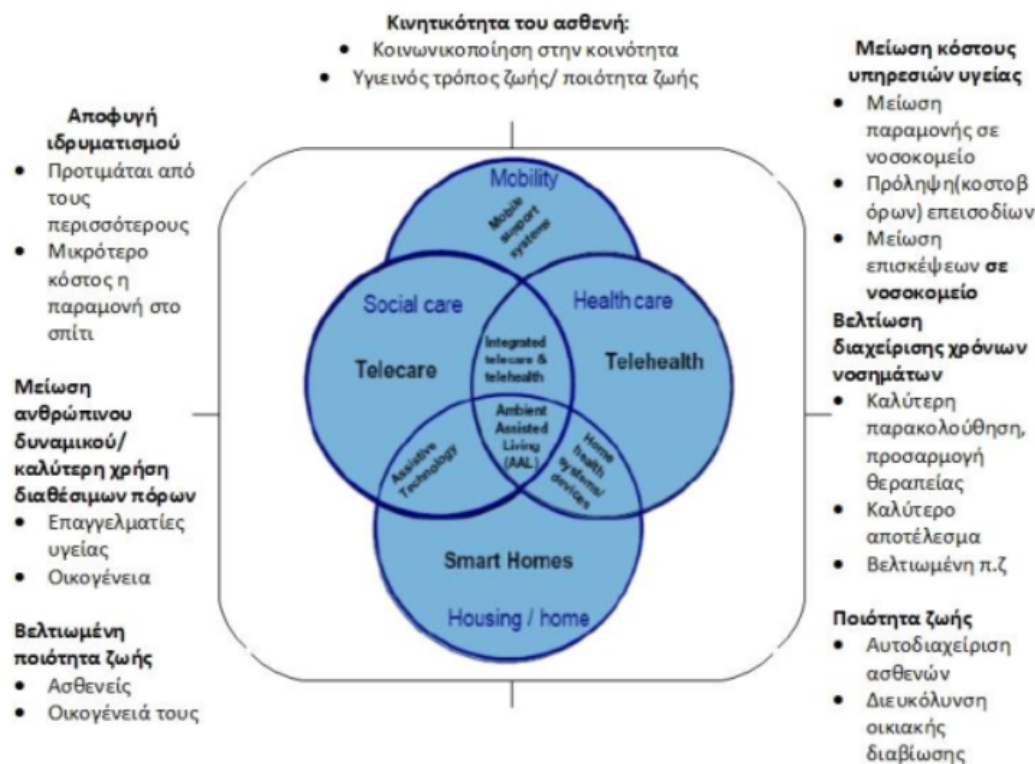 Κινητικότητα του ασθενή:
• Κοινωνικοποίηση στην κοινότητα
• Υγιεινός τρόπος ζωής/ ποιότητα ζωής
Αποφυγή
ιδρυματισμού
• Προτιμάται από
τους
περισσότερους
• Μικρότερο
κόστος η
παραμονή στο
σπίτι
Μείωση
ανθρώπινου
δυναμικού/
καλύτερη χρήση
διαθέσιμων πόρων
• Επαγγελματίες
υγείας
• Οικογένεια
Βελτιωμένη
ποιότητα ζωής
• Ασθενείς
• Οικογένειά τους
Mobility
Mobile
support
systems
Social care
Telecare
Healthcare
Telehealth
Integrated
telecare &
telehealth
Ambient
Assisted
Living
(AAL)
Assistive
Technology
Home
health
systems/
devices
Smart Homes
Housing / home
Μείωση κόστους
υπηρεσιών υγείας
• Μείωση
παραμονής σε
νοσοκομείο
• Πρόληψη(κοστοβ
όρων) επεισοδίων
• Μείωση
επισκέψεων σε
νοσοκομείο
Βελτίωση
διαχείρισης χρόνιων
νοσημάτων
• Καλύτερη
παρακολούθηση,
προσαρμογή
θεραπείας
• Καλύτερο
αποτέλεσμα
• Βελτιωμένη π.ζ
Ποιότητα ζωής
• Αυτοδιαχείριση
ασθενών
• Διευκόλυνση
οικιακής
διαβίωσης